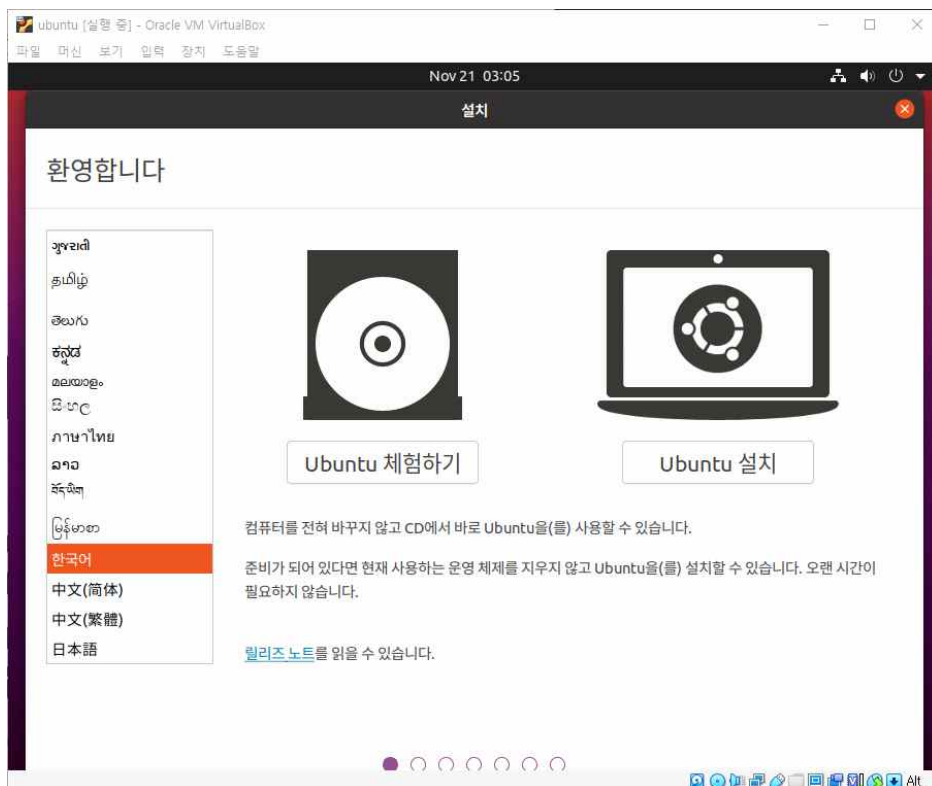 ubuntu [실행 중] - Oracle VM VirtualBox
파일 머신 보기 입력 장치 도움말
Nov 21 03:05
설치
환영합니다
ગુજરાતી
தமிழ்
తెలుగు
ಕನ್ನಡ
മലയാളം
සිංහල
ภาษาไทย
ລາວ
བོད་ཡིག
မြန်မာစာ
한국어
中文(简体)
中文(繁體)
日本語
Ubuntu 체험하기
Ubuntu 설치
컴퓨터를 전혀 바꾸지 않고 CD에서 바로 Ubuntu을(를) 사용할 수 있습니다.
준비가 되어 있다면 현재 사용하는 운영 체제를 지우지 않고 Ubuntu을(를) 설치할 수 있습니다. 오랜 시간이
필요하지 않습니다.
릴리즈 노트를 읽을 수 있습니다.
Alt